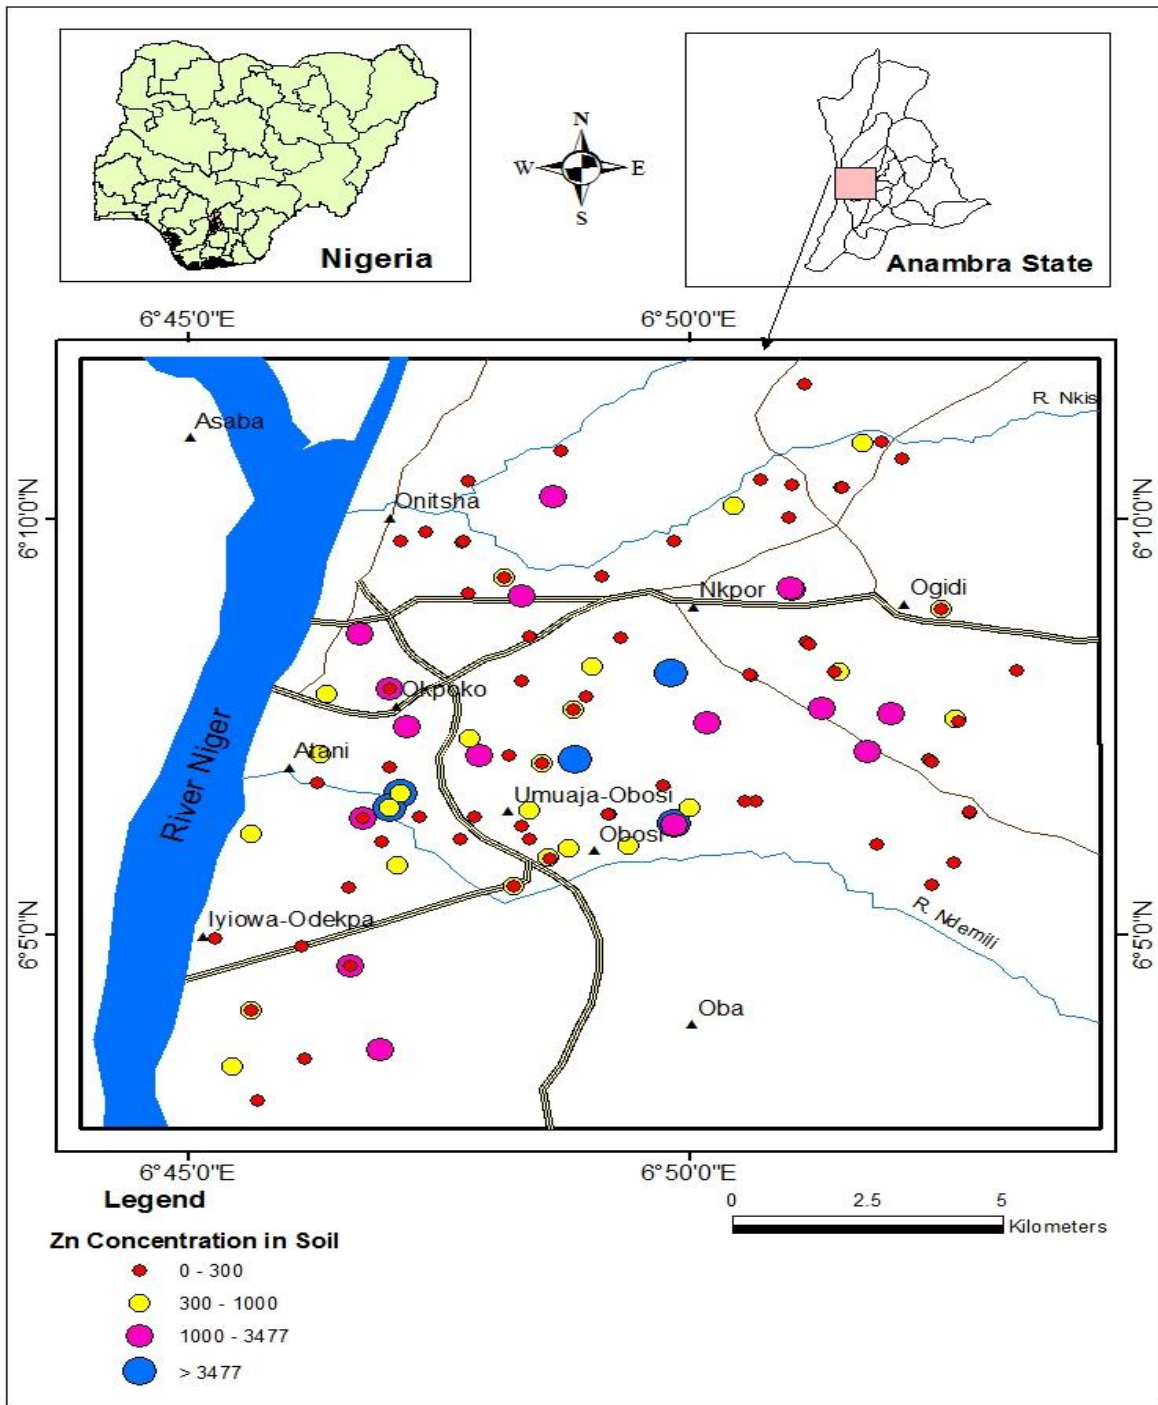 N
W
E
S
Nigeria
Anambra State
6°45'0"E
6°50'0"E
R. Nkis
Asaba
Onitsha
6°10'0"N
6°10'0"N
Nkpor
Ogidi
Okpoko
River Niger
Atani
Umuaja-Obosi
Obosi
Iyiowa-Odekpa
R. Ndemili
6°5'0"N
6°5'0"N
Oba
6°45'0"E
6°50'0"E
Legend
0 2.5 5
Kilometers
Zn Concentration in Soil
0 - 300
300 - 1000
1000 - 3477
> 3477